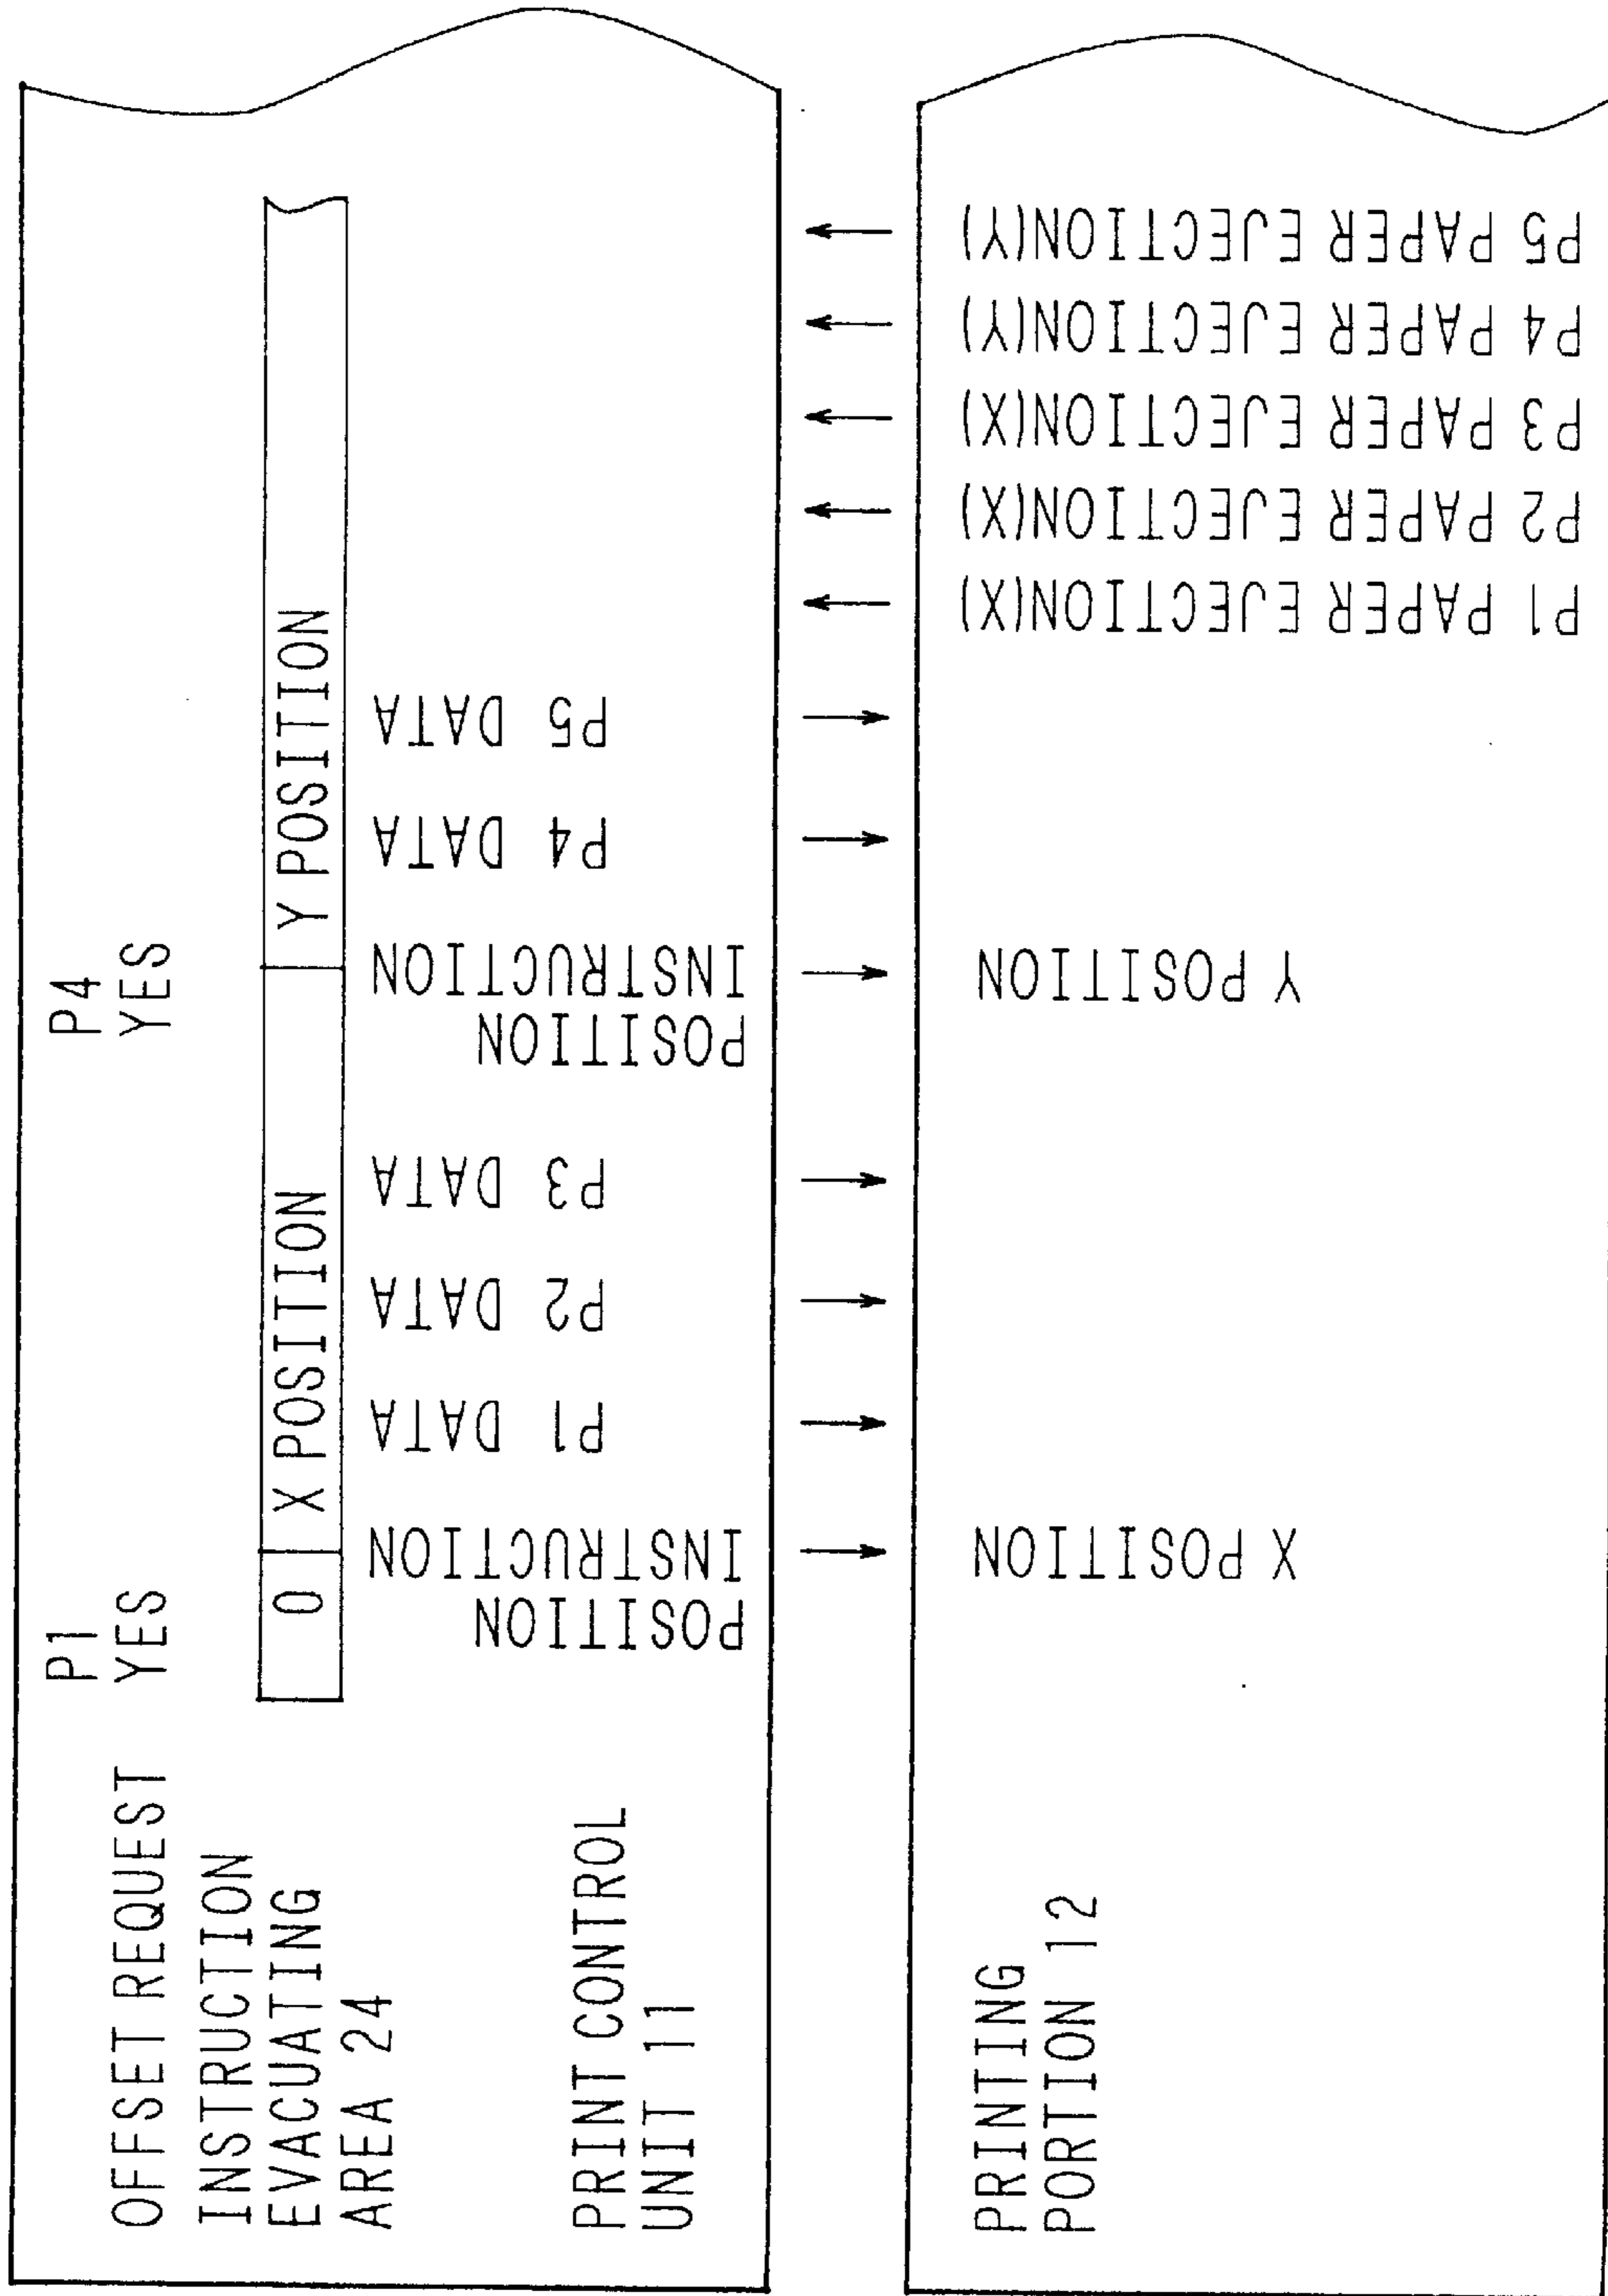 P1
P4
OFFSET REQUEST YES
YES
INSTRUCTION
EVACUATING
AREA 24
0
X POSITION
Y POSITION
PRINT CONTROL
UNIT 11
POSITION
INSTRUCTION
P1 DATA
P2 DATA
P3 DATA
POSITION
INSTRUCTION
P4 DATA
P5 DATA
PRINTING
PORTION 12
X POSITION
Y POSITION
P1 PAPER EJECTION(X)
P2 PAPER EJECTION(X)
P3 PAPER EJECTION(X)
P4 PAPER EJECTION(Y)
P5 PAPER EJECTION(Y)